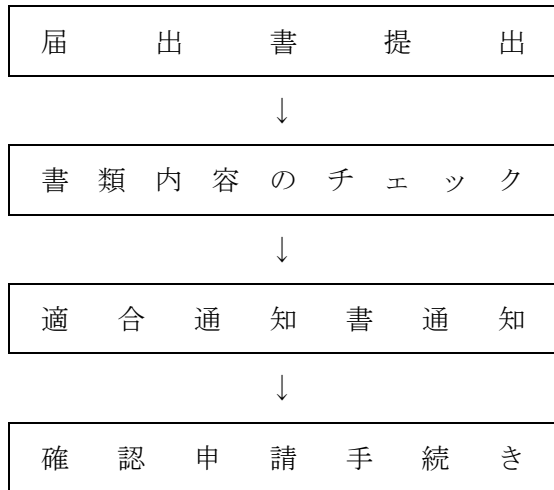 届出書提出
↓
書類内容のチェック
↓
適合通知書通知
↓
確認申請手続き